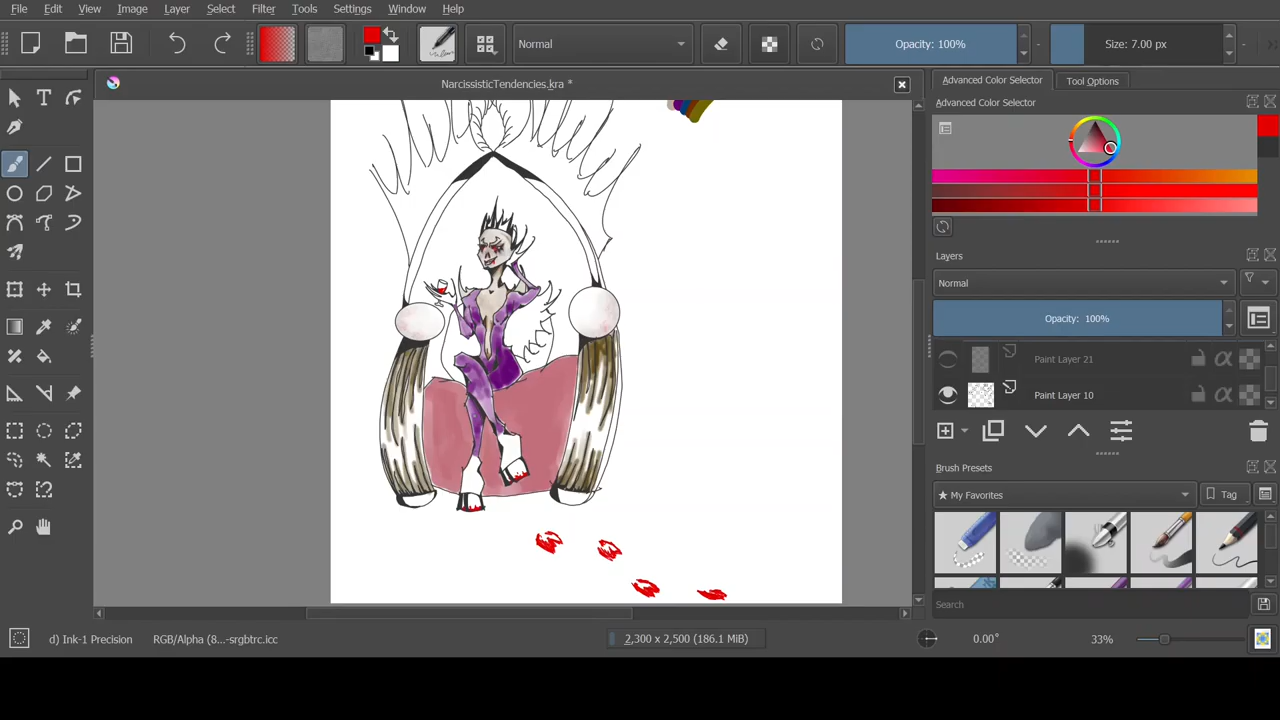 File Edit View Image Layer Select Filter Tools Settings Window Help
Normal
Opacity: 100%
Size: 7.00 px
NarcissisticTendencies.kra *
Advanced Color Selector
Tool Options
Advanced Color Selector
Layers
Normal
Opacity: 100%
Paint Layer 21
Paint Layer 10
Brush Presets
★ My Favorites
Tag
Search
d) Ink-1 Precision
RGB/Alpha (8...-srgbtrc.icc
2,300 x 2,500 (186.1 MiB)
0.00°
33%